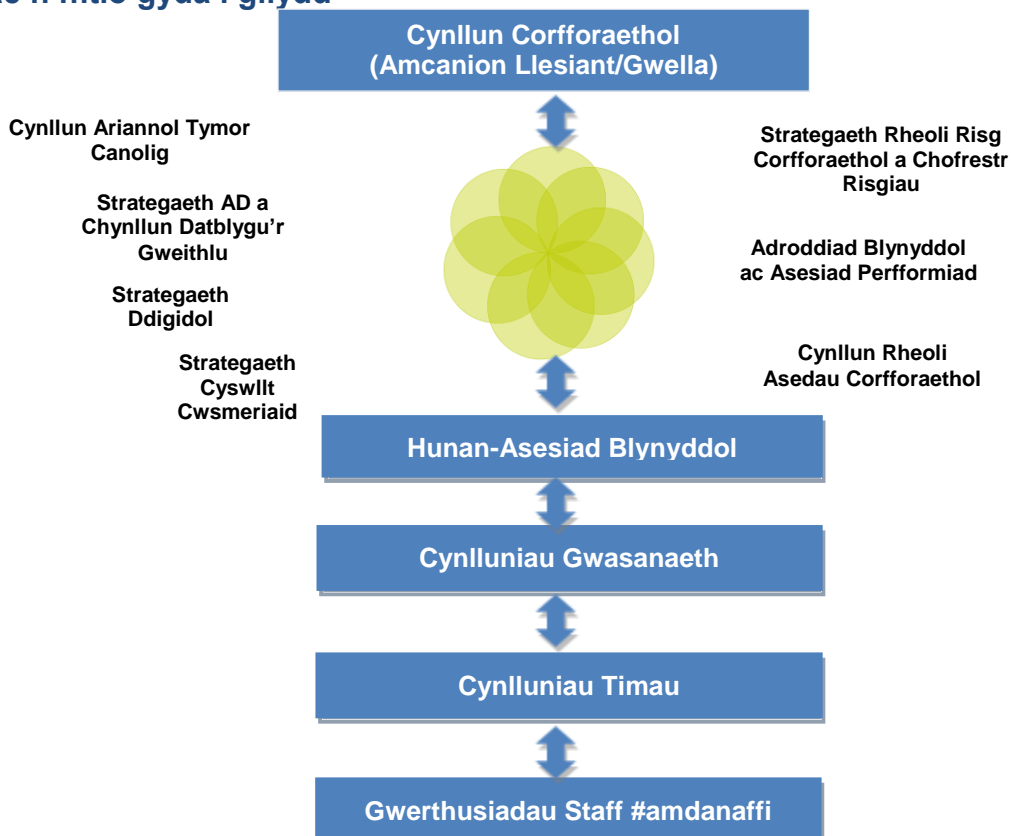 gyda'i gilydd
Cynllun Corfforaethol
(Amcanion Llesiant/Gwella)
Cynllun Ariannol Tymor
Canolig
Strategaeth AD a
Chynllun Datblygu'r
Gweithlu
Strategaeth
Ddigidol
Strategaeth
Cyswllt
Cwsmeriaid
Strategaeth Rheoli Risg
Corfforaethol a Chofrestr
Risgiau
Adroddiad Blynyddol
ac Asesiad Perfformiad
Cynllun Rheoli
Asedau Corfforaethol
Hunan-Asesiad Blynyddol
Cynlluniau Gwasanaeth
Cynlluniau Timau
Gwerthusiadau Staff #amdanaffi